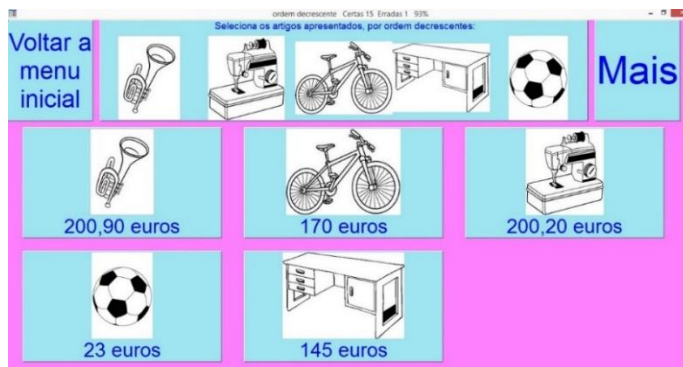 ordem decrescente Certas 15 Erradas 1 93%
Seleciona os artigos apresentados, por ordem decrescentes:
Voltar a
menu
inicial
Mais
200,90 euros
170 euros
200,20 euros
23 euros
145 euros